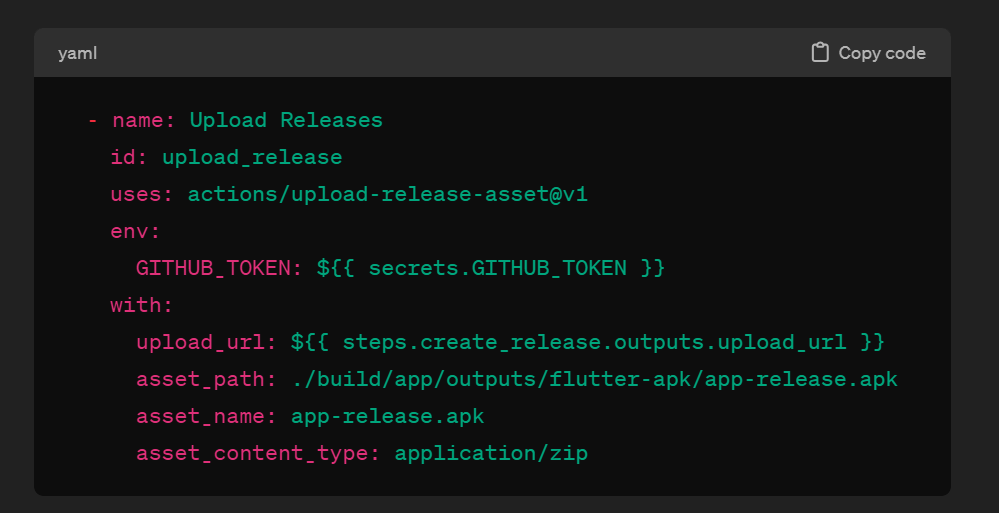 yaml
Copy code
- name: Upload Releases
id: upload_release
uses: actions/upload-release-asset@v1
env:
GITHUB_TOKEN: ${{ secrets.GITHUB_TOKEN }}
with:
upload_url: ${{ steps.create_release.outputs.upload_url }}
asset_path: ./build/app/outputs/flutter-apk/app-release.apk
asset_name: app-release.apk
asset_content_type: application/zip